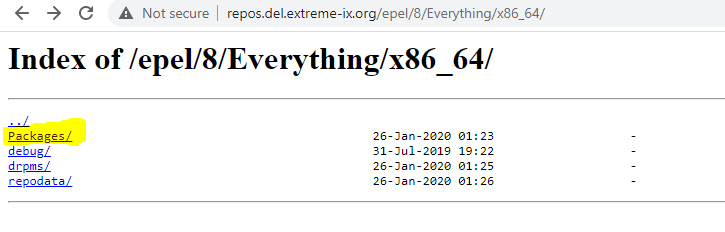 Not secure | repos.del.extreme-ix.org/epel/8/Everything/x86_64/
Index of /epel/8/Everything/x86_64/
../
Packages/ 26-Jan-2020 01:23 -
debug/ 31-Jul-2019 19:22 -
drpms/ 26-Jan-2020 01:25 -
repodata/ 26-Jan-2020 01:26 -